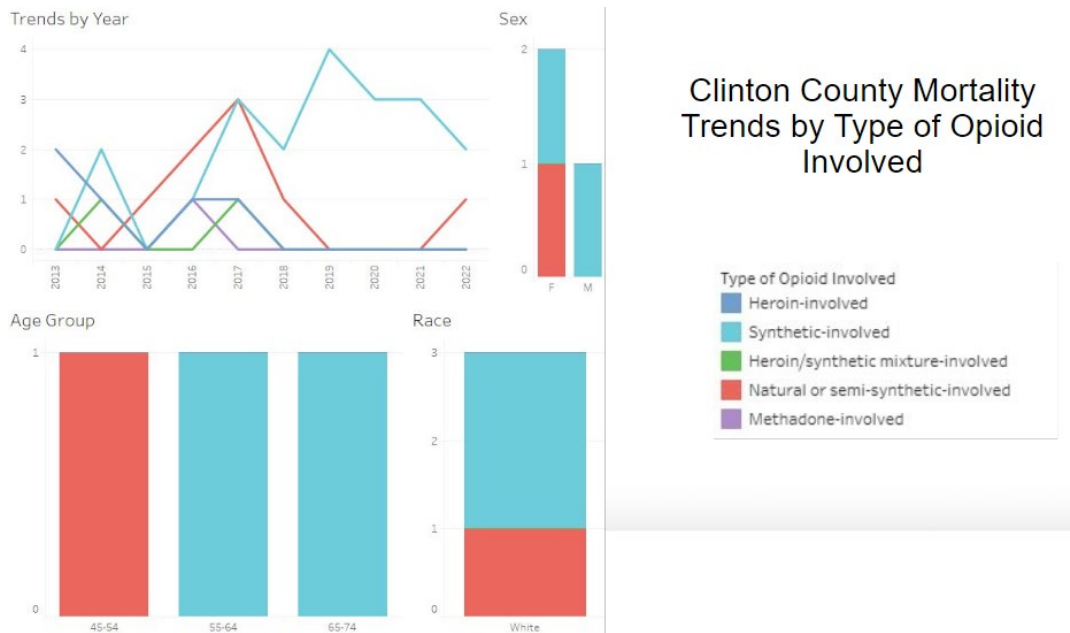 Trends by Year
4
3
2
1
0
2013
2014
2015
2016
2017
2018
2019
2020
2021
2022
Sex
2
1
0
F
M
Clinton County Mortality
Trends by Type of Opioid
Involved
Type of Opioid Involved
Heroin-involved
Synthetic-involved
Heroin/synthetic mixture-involved
Natural or semi-synthetic-involved
Methadone-involved
Age Group
1
0
45-54
55-64
65-74
Race
3
2
1
0
White